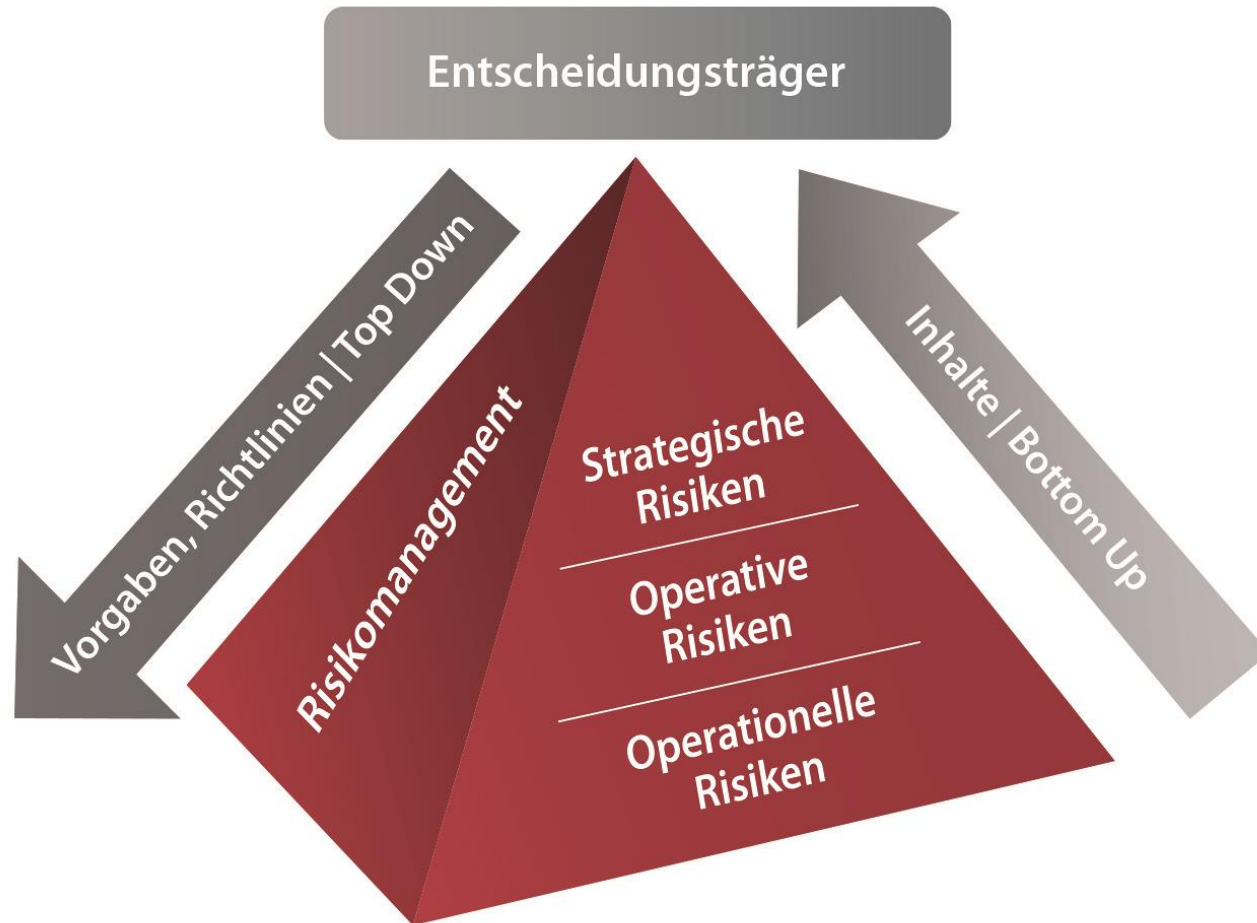 Entscheidungsträger
Vorgaben, Richtlinien | Top Down
Risikomanagement
Strategische
Risiken
Operative
Risiken
Operationelle
Risiken
Inhalte | Bottom Up